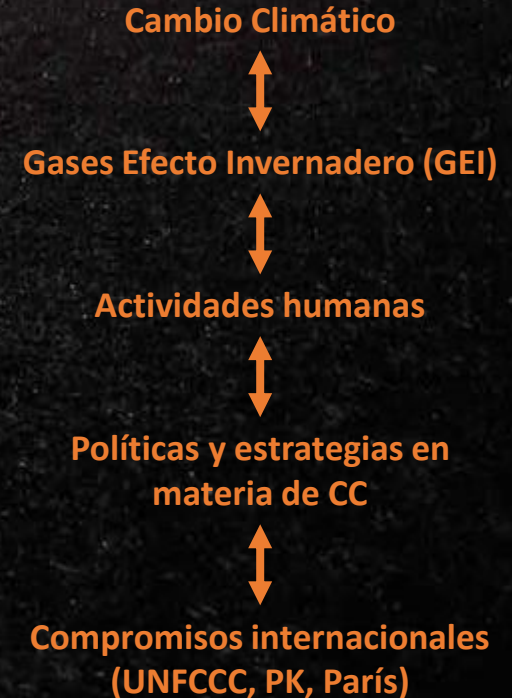 Cambio Climático
Gases Efecto Invernadero (GEI)
Actividades humanas
Políticas y estrategias en
materia de CC
Compromisos internacionales
(UNFCCC, PK, París)